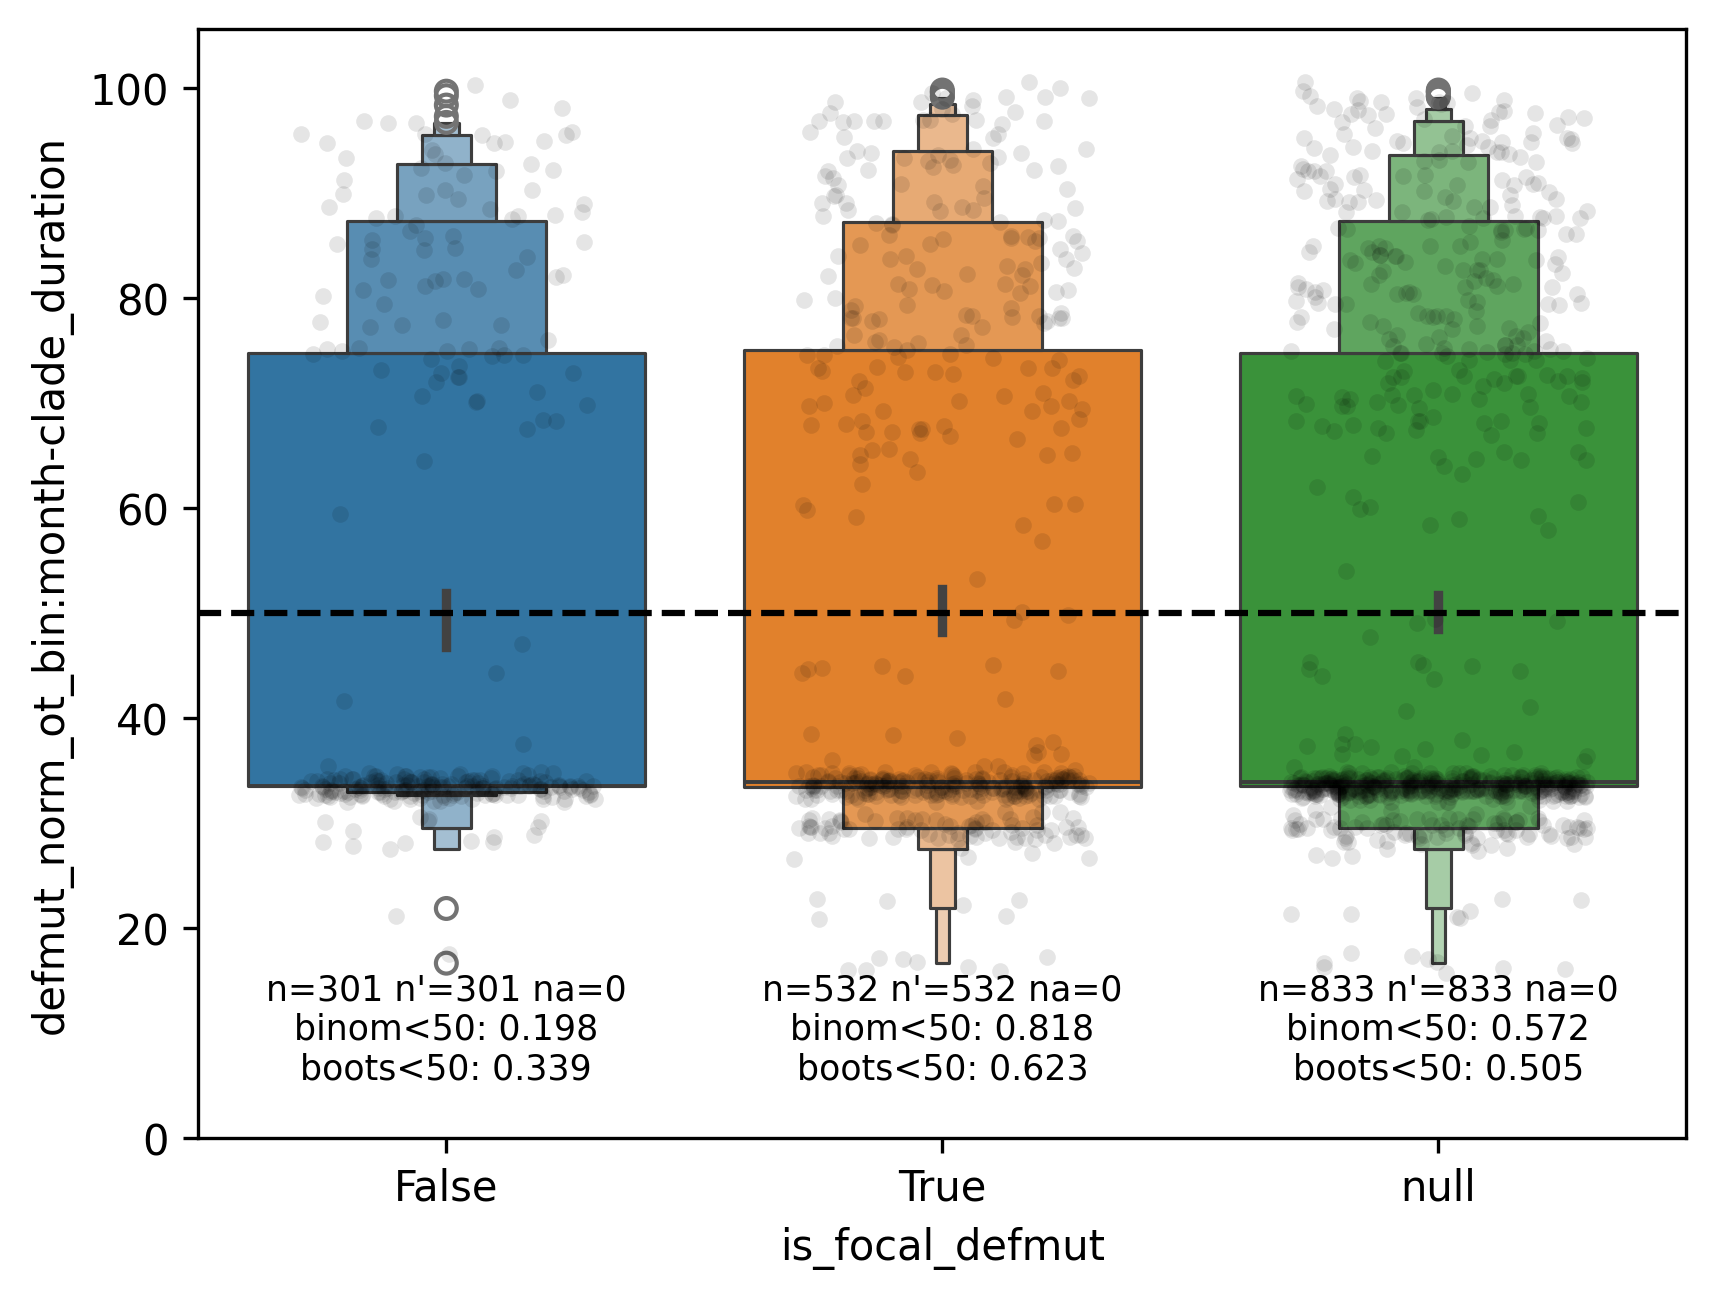 100
80
60
40
20
0
defmut_norm_ot_bin:month-clade_duration
n=301 n'=301 na=0
binom<50: 0.198
boots<50: 0.339
n=532 n'=532 na=0
binom<50: 0.818
boots<50: 0.623
n=833 n'=833 na=0
binom<50: 0.572
boots<50: 0.505
False
True
null
is_focal_defmut